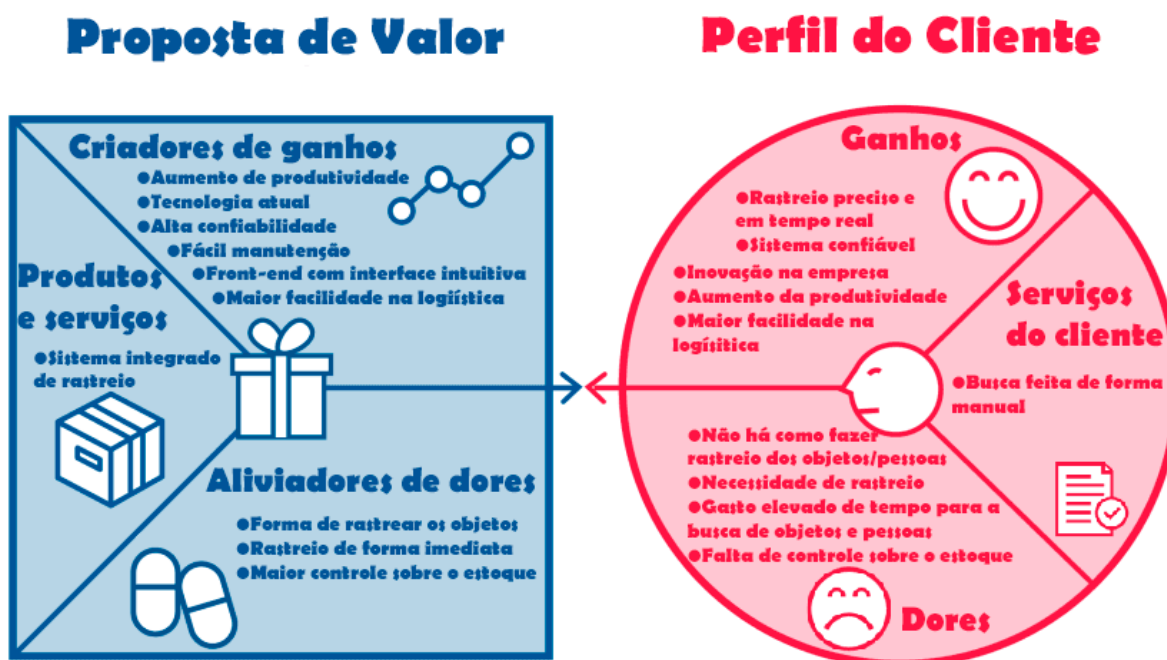 Proposta de Valor
Criadores de ganhos
●Aumento de produtividade
●Tecnologia atual
●Alta confiabilidade
●Fácil manutenção
●Front-end com interface intuitiva
●Maior facilidade na logiística
Produtos
e serviços
●Sistema integrado
de rastreio
Aliviadores de dores
●Forma de rastrear os objetos
●Rastreio de forma imediata
●Maior controle sobre o estoque
Perfil do Cliente
Ganhos
●Rastreio preciso e
em tempo real
●Sistema confiável
●Inovação na empresa
●Aumento da produtividade
●Maior facilidade na
logísitica
Serviços
do cliente
●Busca feita de forma
manual
●Não há como fazer
rastreio dos objetos/pessoas
●Necessidade de rastreio
●Gasto elevado de tempo para a
busca de objetos e pessoas
●Falta de controle sobre o estoque
Dores